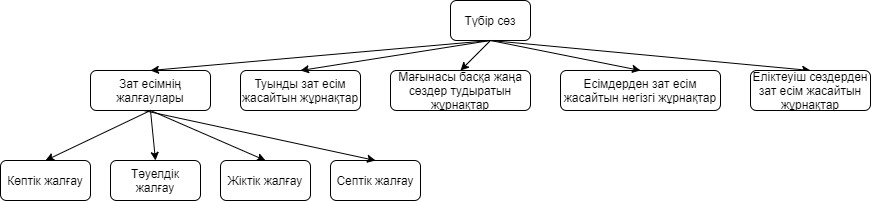 Түбір сөз
Зат есімнің
жалғаулары
Туынды зат есім
жасайтын жұрнақтар
Мағынасы басқа жаңа
сөздер тудыратын
жұрнақтар
Есімдерден зат есім
жасайтын негізгі жұрнақтар
Еліктеуіш сөздерден
зат есім жасайтын
жұрнақтар
Көптік жалғау
Тәуелдік
жалғау
Жіктік жалғау
Септік жалғау